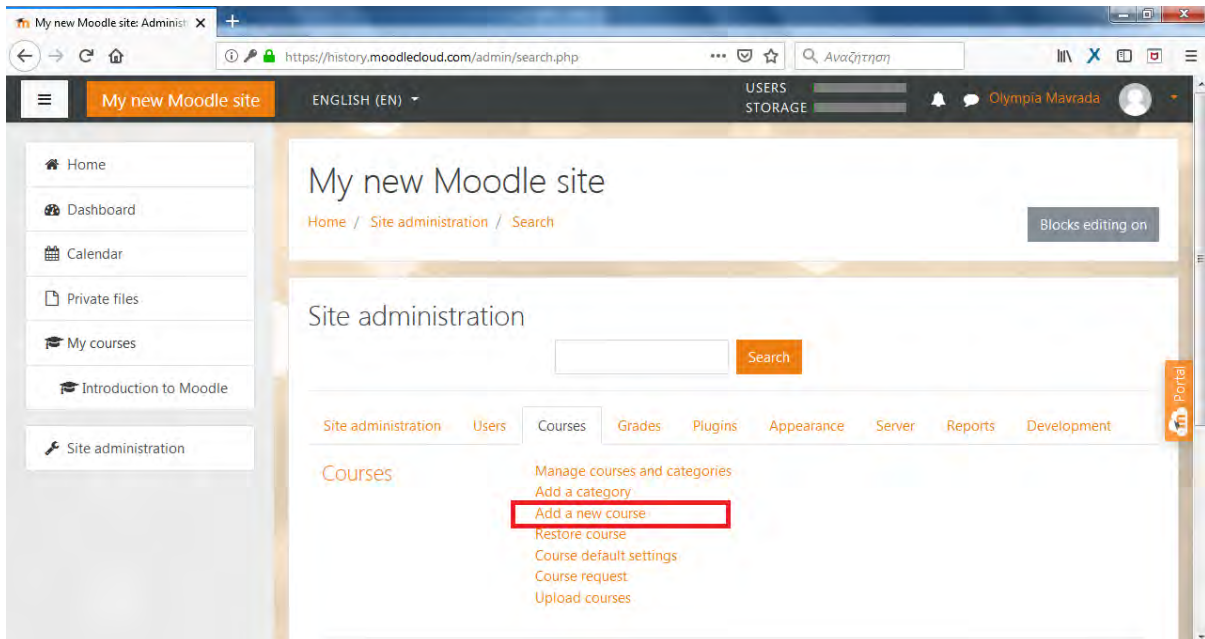 My new Moodle site: Administ
https://history.moodlecloud.com/admin/search.php
Αναζήτηση
My new Moodle site
ENGLISH (EN)
USERS
STORAGE
Olympia Mavrada
Home
Dashboard
Calendar
Private files
My courses
Introduction to Moodle
Site administration
My new Moodle site
Home / Site administration / Search
Blocks editing on
Site administration
Search
Portal
Site administration Users Courses Grades Plugins Appearance Server Reports Development
Courses
Manage courses and categories
Add a category
Add a new course
Restore course
Course default settings
Course request
Upload courses